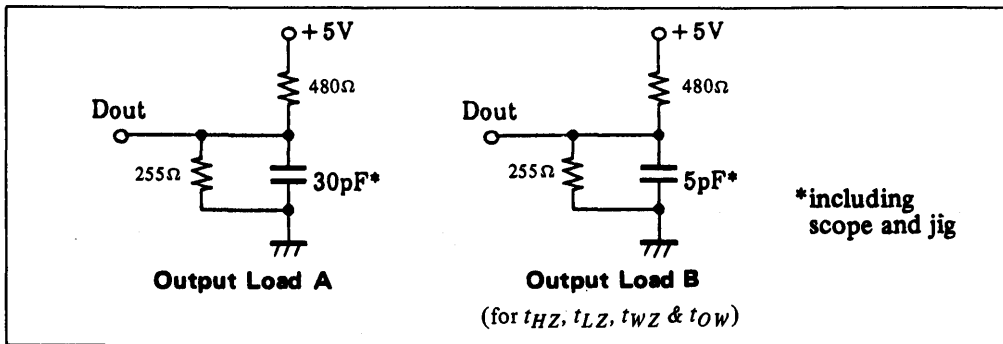 +5V
480Ω
Dout
255Ω
30pF*
Output Load A
+5V
480Ω
Dout
255Ω
5pF*
Output Load B
(for tHZ, tLZ, tWZ & tOW)
*including
scope and jig